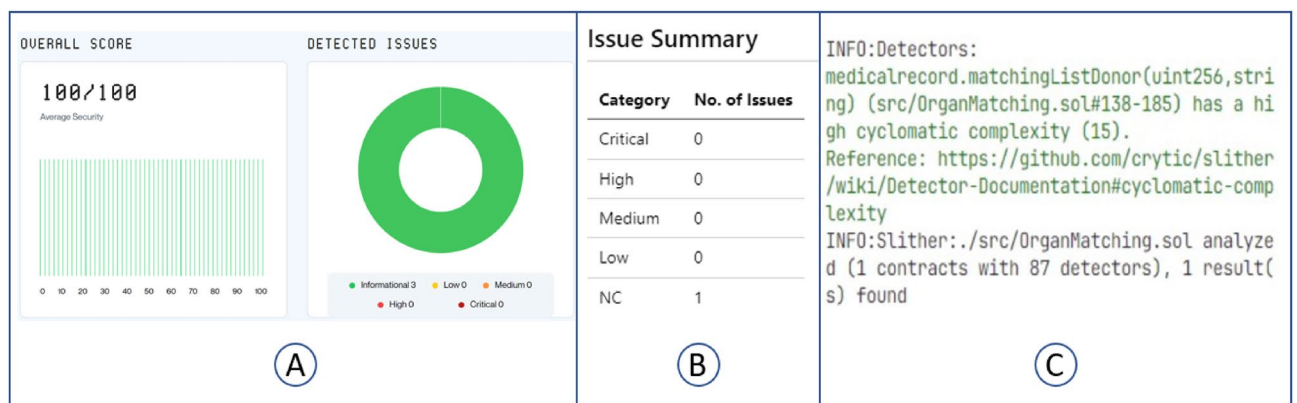 OVERALL SCORE
100/100
Average Security
0 10 20 30 40 50 60 70 80 90 100
DETECTED ISSUES
Informational 3 Low 0 Medium 0
High 0 Critical 0
A
Issue Summary
Category No. of Issues
Critical 0
High 0
Medium 0
Low 0
NC 1
B
INFO:Detectors:
medicalrecord.matchingListDonor(uint256,stri
ng) (src/OrganMatching.sol#138-185) has a hi
gh cyclomatic complexity (15).
Reference: https://github.com/crytic/slither
/wiki/Detector-Documentation#cyclomatic-comp
lexity
INFO:Slither:./src/OrganMatching.sol analyze
d (1 contracts with 87 detectors), 1 result(
s) found
C